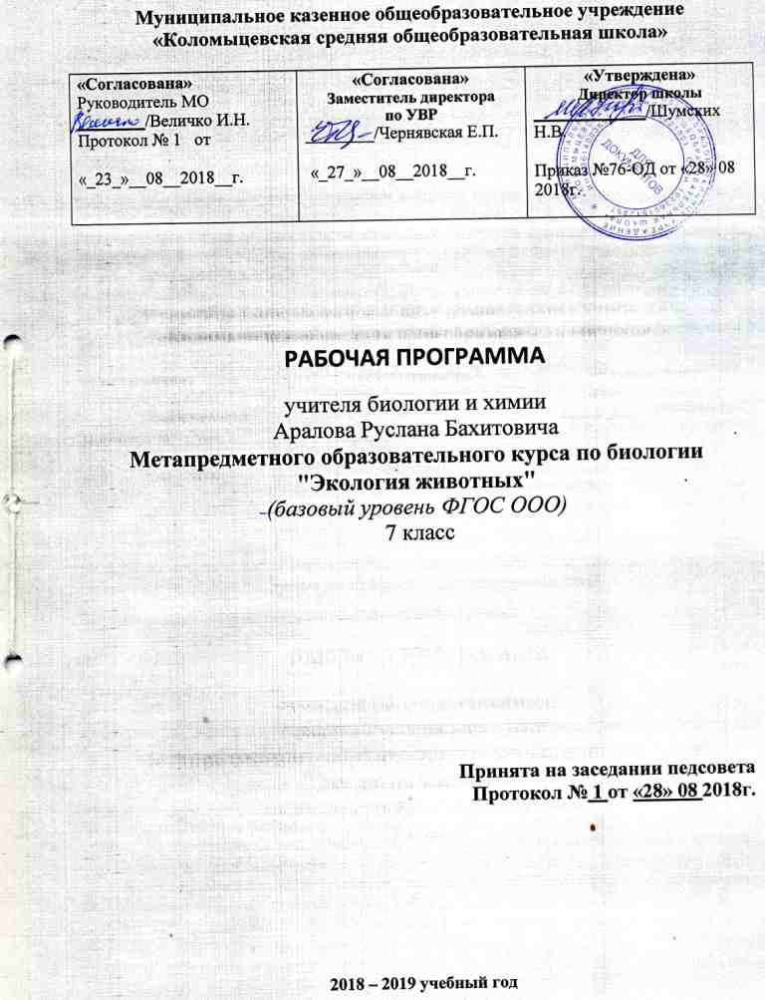 Муниципальное казенное общеобразовательное учреждение
«Коломыцевская средняя общеобразовательная школа»
«Согласована»
Руководитель МО
/Величко И.Н.
Протокол № 1 от
«_23_»__08__2018__г.
«Согласована»
Заместитель директора
по УВР
/Чернявская Е.П.
«_27_»__08__2018__г.
«Утверждена»
Директор школы
/Шумских
Н.В.
Приказ №76-ОД от «28» 08
2018г.
ДЛЯ
ДОКУМЕНТОВ
РАБОЧАЯ ПРОГРАММА
учителя биологии и химии
Аралова Руслана Бахитовича
Метапредметного образовательного курса по биологии
"Экология животных"
(базовый уровень ФГОС ООО)
7 класс
Принята на заседании педсовета
Протокол № 1 от «28» 08 2018г.
2018 – 2019 учебный год